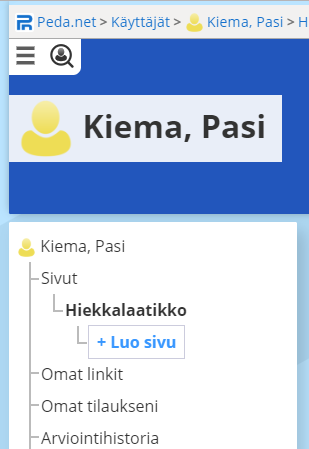 Peda.net > Käyttäjät > Kiema, Pasi > H
Kiema, Pasi
Kiema, Pasi
Sivut
Hiekkalaatikko
+ Luo sivu
Omat linkit
Omat tilaukseni
Arviointihistoria